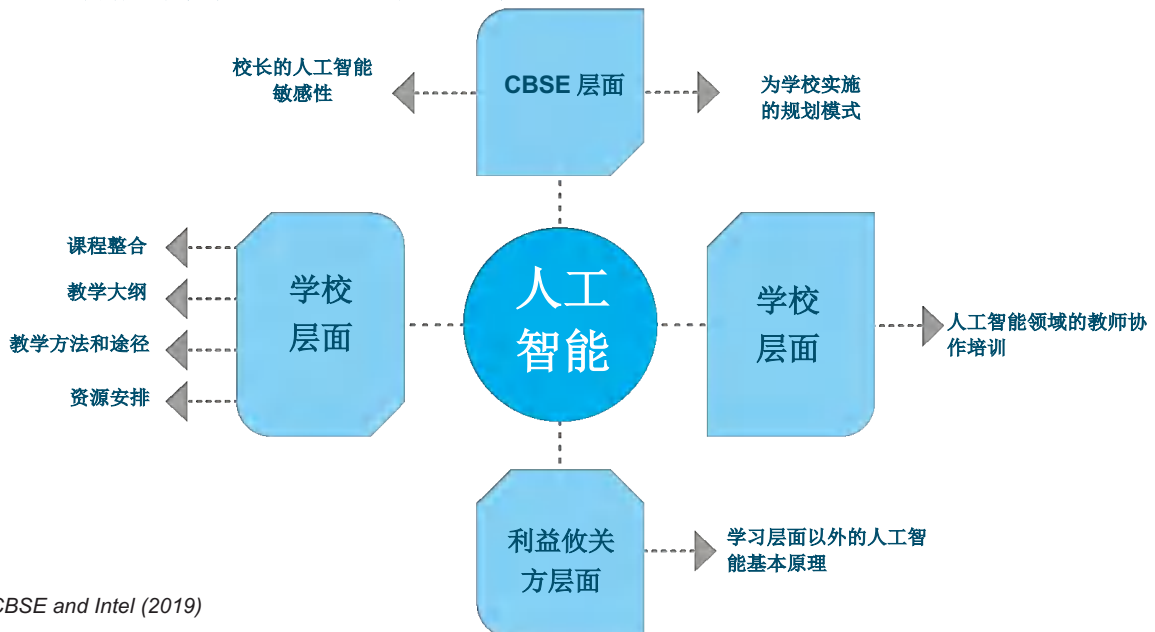 校长的人工智能
敏感性
CBSE 层面
为学校实施
的规划模式
课程整合
教学大纲
教学方法和途径
资源安排
学校
层面
人工
智能
学校
层面
人工智能领域的教师协
作培训
利益攸关
方层面
学习层面以外的人工智
能基本原理
CBSE and Intel (2019)